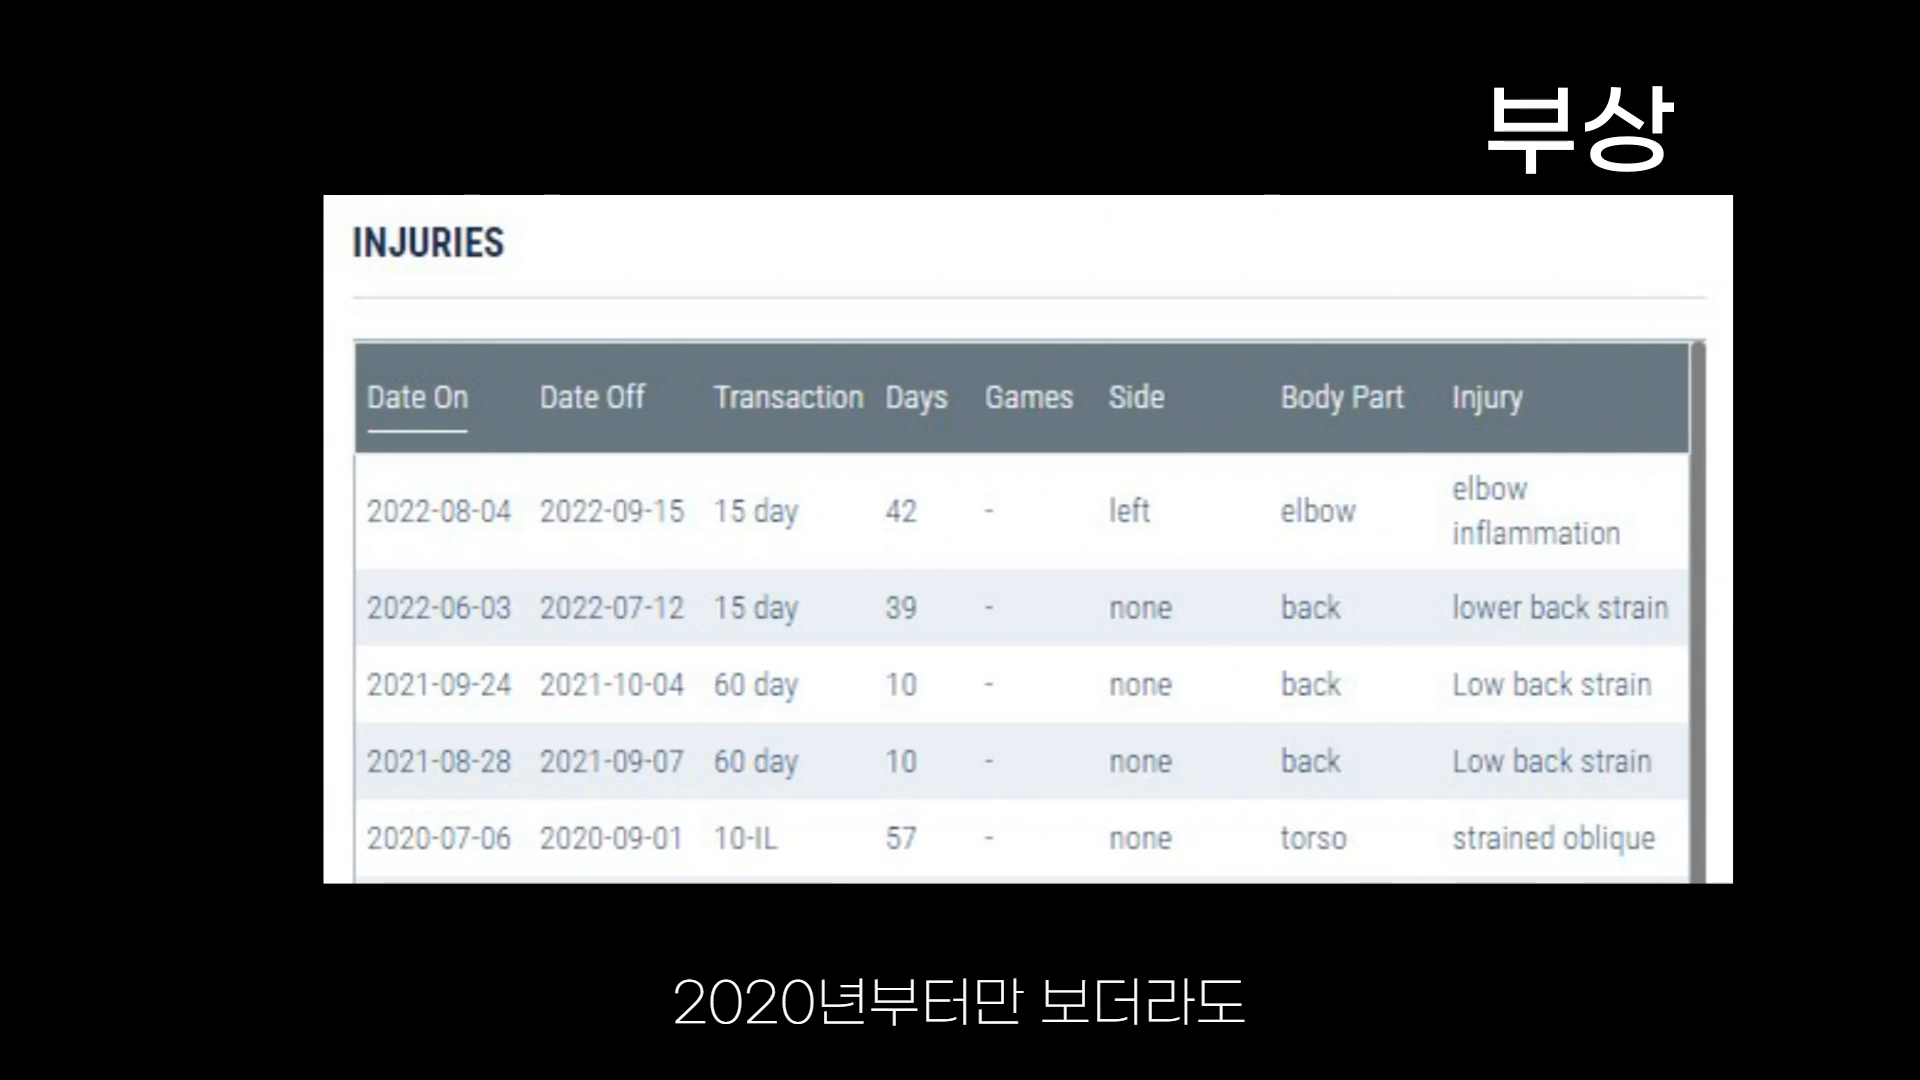 부상
INJURIES
Date On Date Off Transaction Days Games Side Body Part Injury
2022-08-04 2022-09-15 15 day 42 - left elbow elbow inflammation
2022-06-03 2022-07-12 15 day 39 - none back lower back strain
2021-09-24 2021-10-04 60 day 10 - none back Low back strain
2021-08-28 2021-09-07 60 day 10 - none back Low back strain
2020-07-06 2020-09-01 10-IL 57 - none torso strained oblique
2020년부터만 보더라도